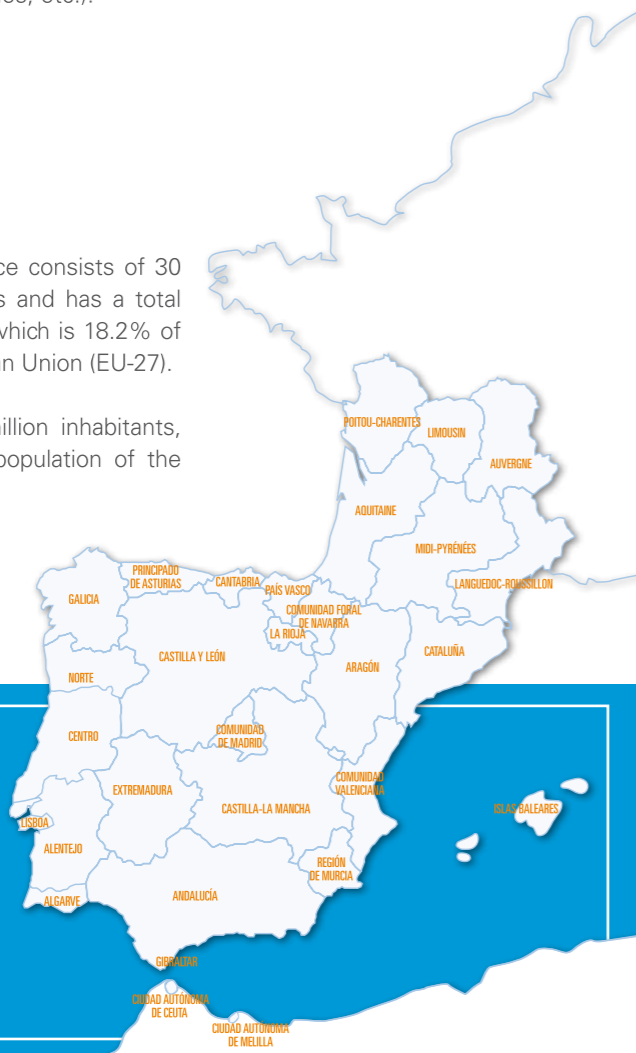 ce consists of 30
s and has a total
which is 18.2% of
n Union (EU-27).
illion inhabitants,
population of the
POITOU-CHARENTES
LIMOUSIN
AUVERGNE
AQUITAINE
MIDI-PYRÉNÉES
LANGUEDOC-ROUSSILLON
PRINCIPADO
DE ASTURIAS
CANTABRIA
PAÍS VASCO
GALICIA
COMUNIDAD FORAL
DE NAVARRA
LA RIOJA
CASTILLA Y LEÓN
CATALUÑA
ARAGÓN
NORTE
CENTRO
COMUNIDAD
DE MADRID
COMUNIDAD
VALENCIANA
EXTREMADURA
CASTILLA-LA MANCHA
ISLAS BALEARES
LISBOA
ALENTEJO
REGIÓN
DE MURCIA
ALGARVE
ANDALUCÍA
GIBRALTAR
CIUDAD AUTÓNOMA
DE CEUTA
CIUDAD AUTÓNOMA
DE MELILLA